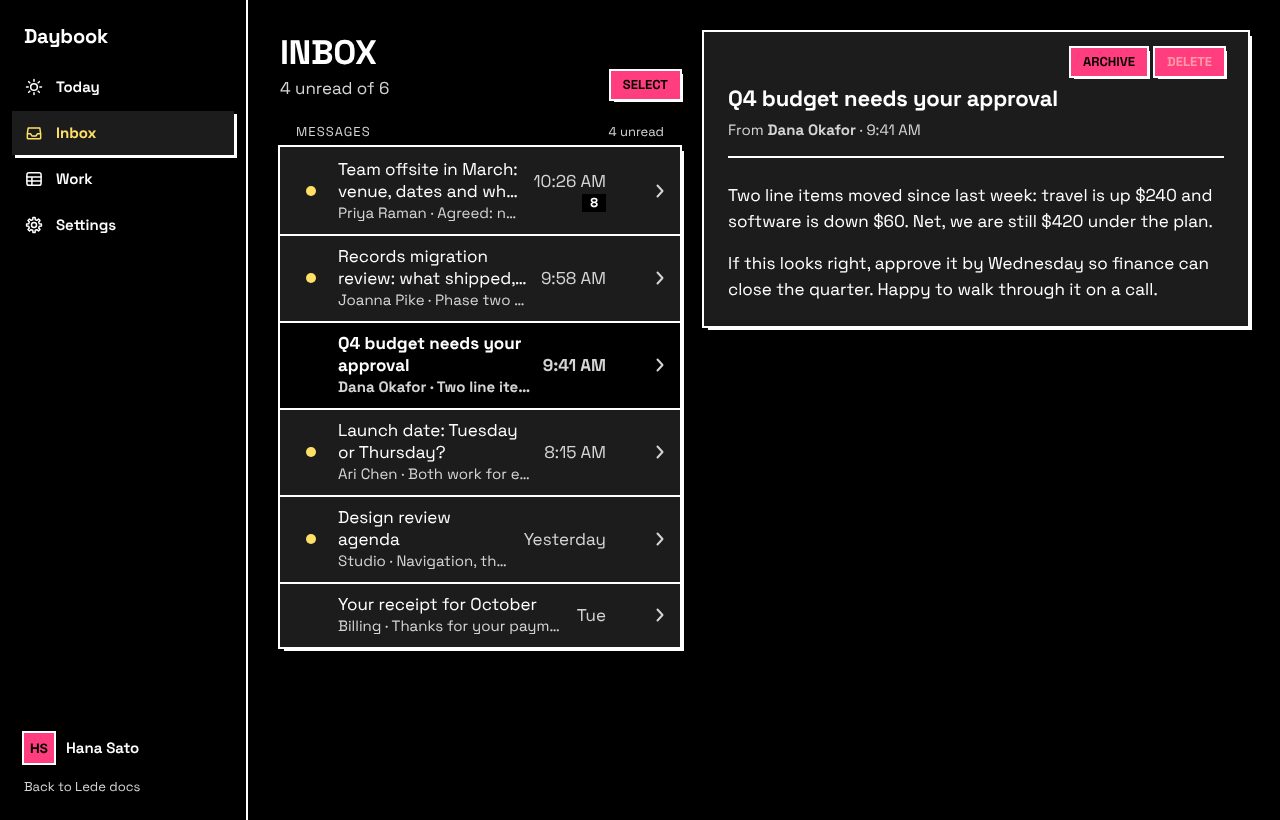 Daybook
Today
Inbox
Work
Settings
HS
Hana Sato
Back to Lede docs
INBOX
4 unread of 6
SELECT
MESSAGES
4 unread
Team offsite in March:
venue, dates and wh...
Priya Raman · Agreed: n...
10:26 AM
8
Records migration
review: what shipped,...
Joanna Pike · Phase two ...
9:58 AM
Q4 budget needs your
approval
Dana Okafor · Two line ite...
9:41 AM
Launch date: Tuesday
or Thursday?
Ari Chen · Both work for e...
8:15 AM
Design review
agenda
Studio · Navigation, th...
Yesterday
Your receipt for October
Billing · Thanks for your paym...
Tue
ARCHIVE
DELETE
Q4 budget needs your approval
From Dana Okafor · 9:41 AM
Two line items moved since last week: travel is up $240 and
software is down $60. Net, we are still $420 under the plan.
If this looks right, approve it by Wednesday so finance can
close the quarter. Happy to walk through it on a call.